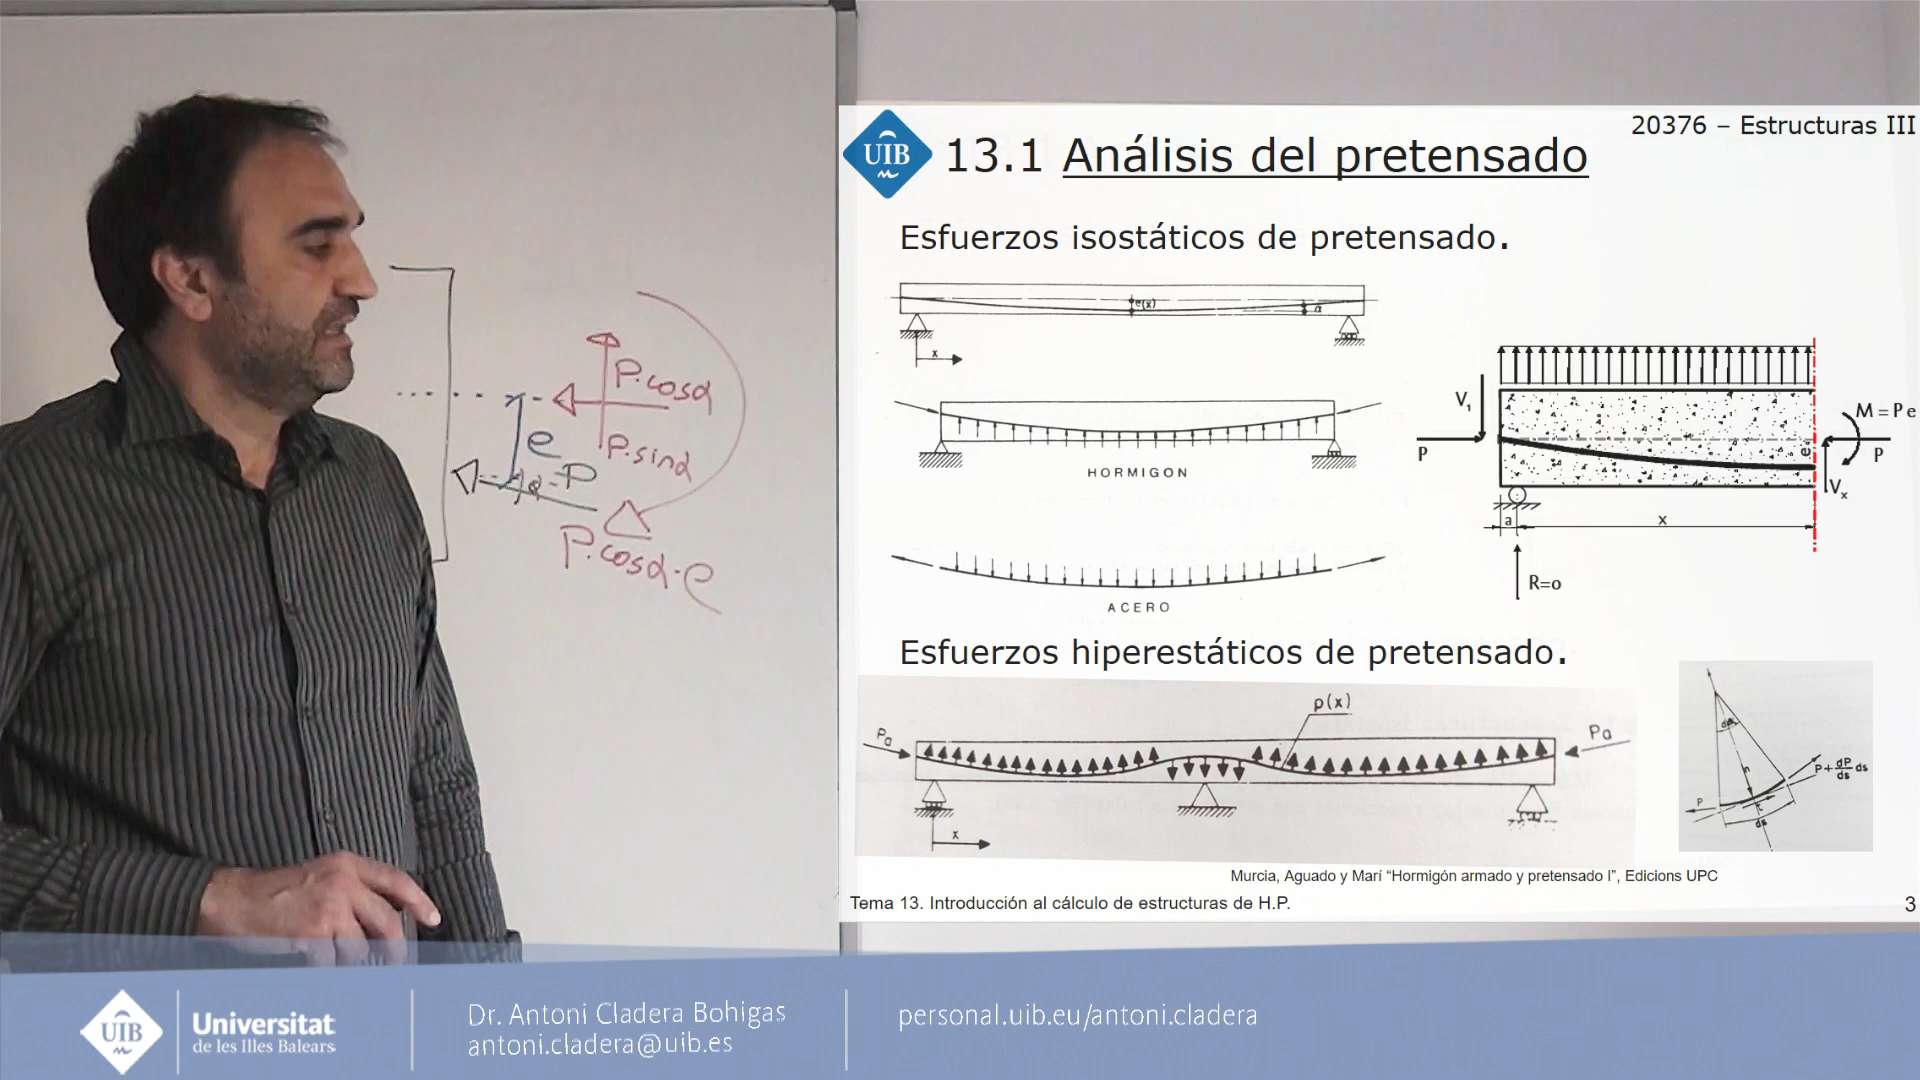 P.cosα
P.sinα
e
α
P
P.cosα.e
UIB
20376 – Estructuras III
13.1 Análisis del pretensado
Esfuerzos isostáticos de pretensado.
e(x)
α
x
HORMIGON
ACERO
V₁
P
M = P e
e
P
Vₓ
a
x
R=o
Esfuerzos hiperestáticos de pretensado.
p(x)
Po
Po
x
P
n
t
ds
P + dP/ds ds
Murcia, Aguado y Marí “Hormigón armado y pretensado I”, Edicions UPC
Tema 13. Introducción al cálculo de estructuras de H.P.
3
UIB
Universitat
de les Illes Balears
Dr. Antoni Cladera Bohigas
antoni.cladera@uib.es
personal.uib.eu/antoni.cladera